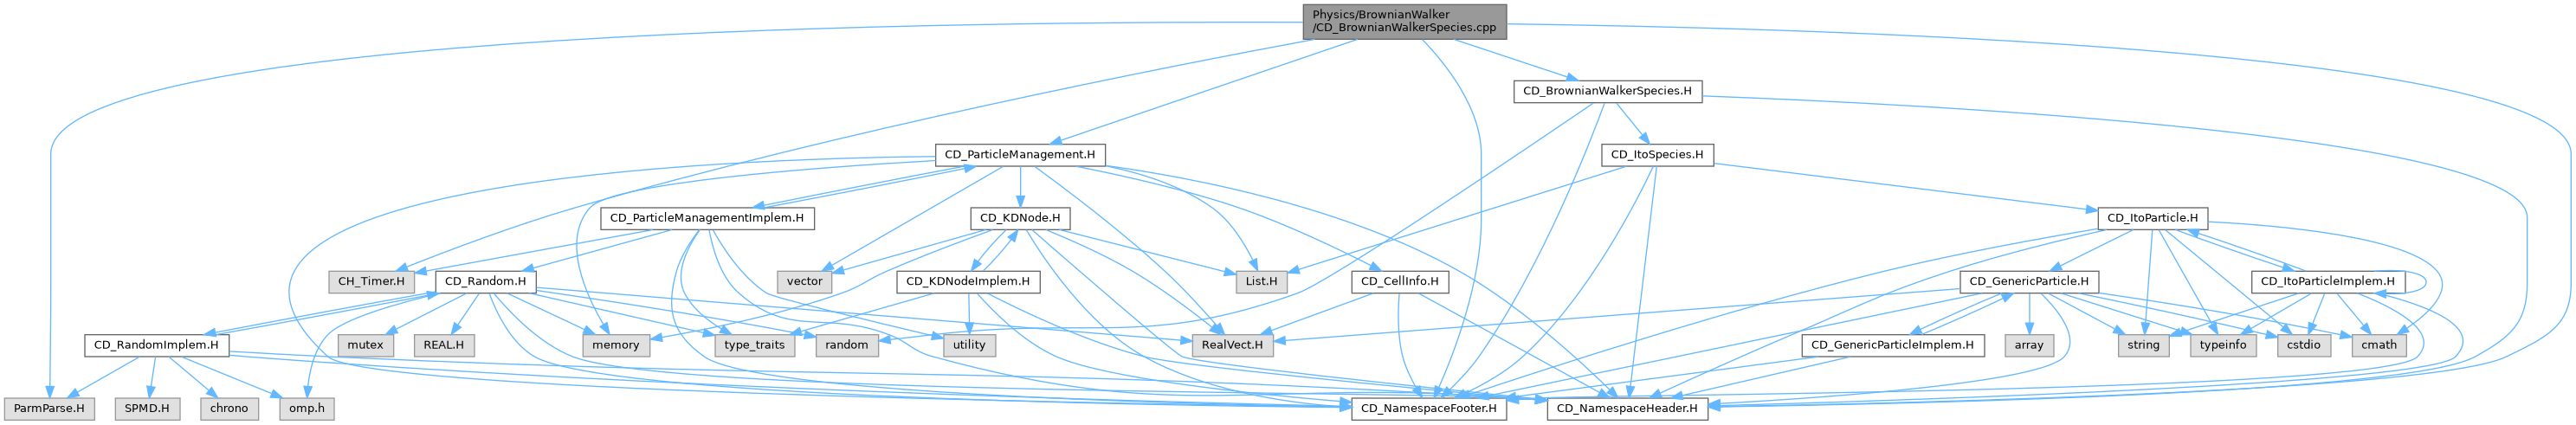 Physics/BrownianWalker
/CD_BrownianWalkerSpecies.cpp
CD_BrownianWalkerSpecies.H
CD_ParticleManagement.H
CD_ItoSpecies.H
CD_ParticleManagementImplem.H
CD_KDNode.H
CD_ItoParticle.H
CH_Timer.H
CD_Random.H
vector
CD_KDNodeImplem.H
List.H
CD_CellInfo.H
CD_GenericParticle.H
CD_ItoParticleImplem.H
CD_RandomImplem.H
mutex
REAL.H
memory
type_traits
random
utility
RealVect.H
CD_GenericParticleImplem.H
array
string
typeinfo
cstdio
cmath
ParmParse.H
SPMD.H
chrono
omp.h
CD_NamespaceFooter.H
CD_NamespaceHeader.H